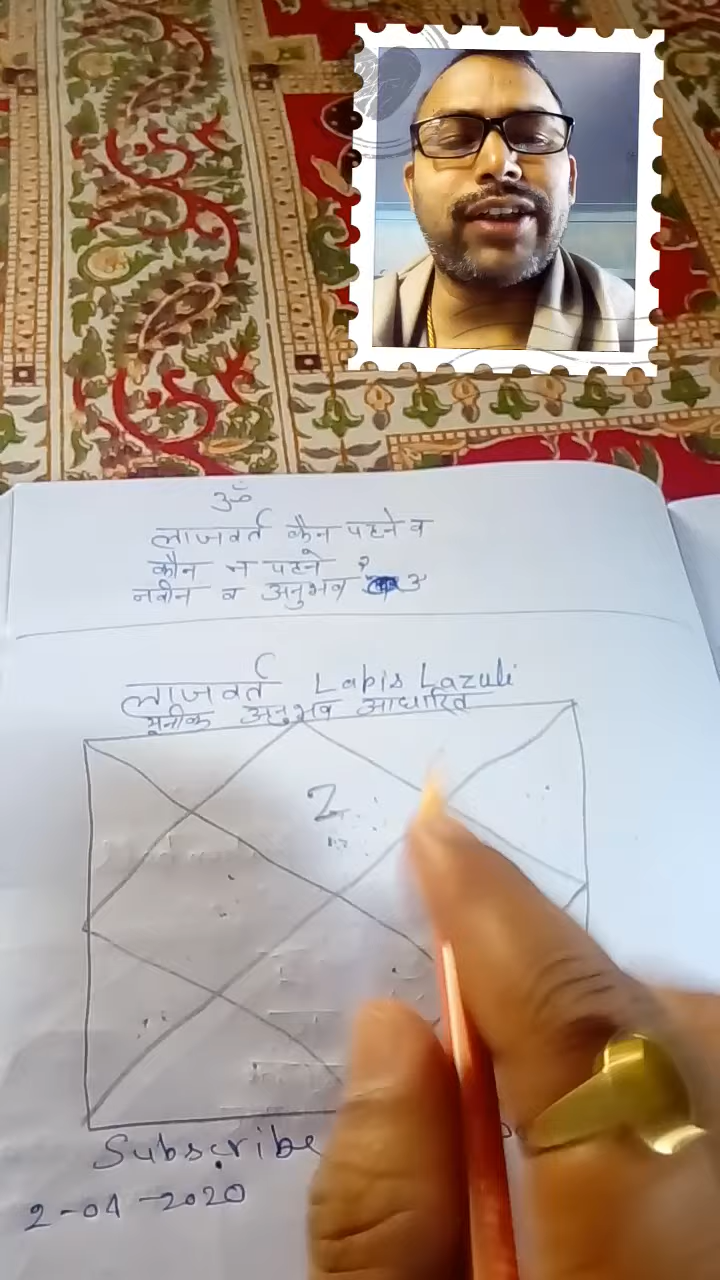 ॐ
लाजवर्त कौन पहने व
कौन न पहने ?
नवीन व अनुभव
लाजवर्त Lapis Lazuli
यूनीक अनुभव आधारित
2
Subscribe
2-04-2020